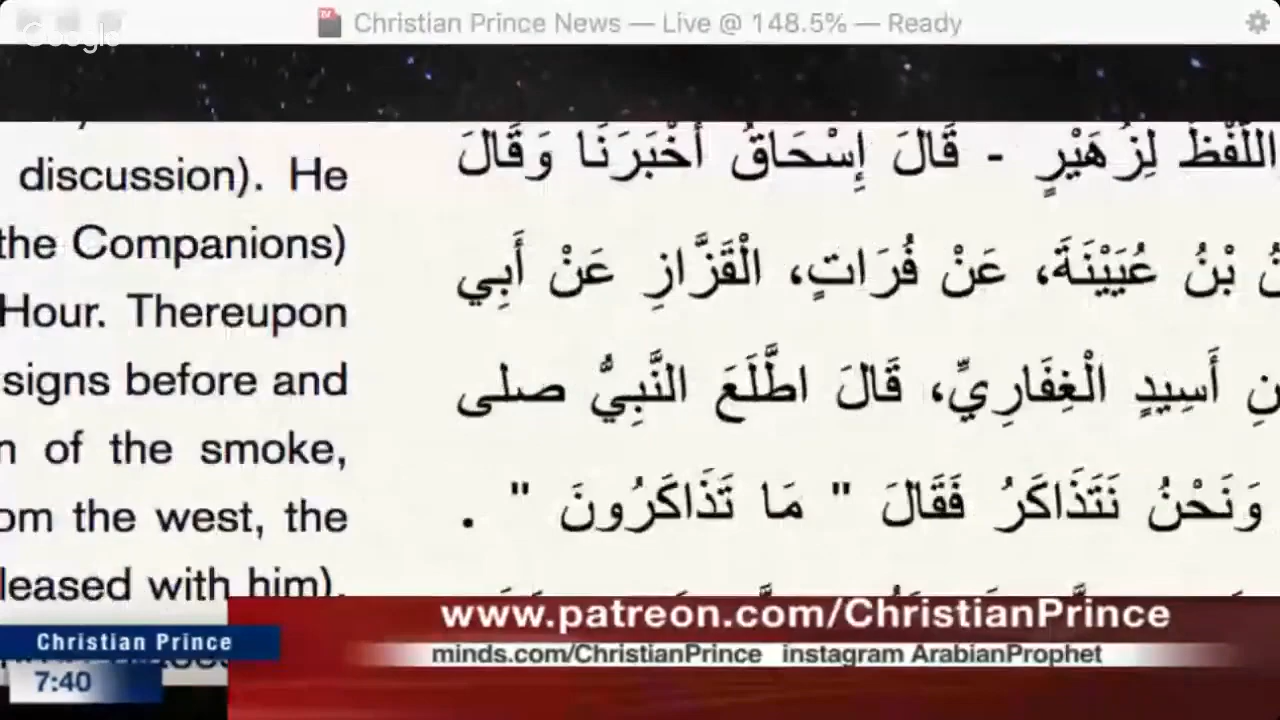 Christian Prince News — Live @ 148.5% — Ready
Google
discussion). He
the Companions)
Hour. Thereupon
signs before and
of the smoke,
the west, the
with him).
اللَّفْظُ لِزُهَيْرٍ - قَالَ إِسْحَاقُ أَخْبَرَنَا وَقَالَ
بْنُ عُيَيْنَةَ، عَنْ فُرَاتٍ، الْقَزَّازِ عَنْ أَبِي
أَسِيدٍ الْغِفَارِيِّ، قَالَ اطَّلَعَ النَّبِيُّ صلى
وَنَحْنُ نَتَذَاكَرُ فَقَالَ " مَا تَذَاكَرُونَ " .
www.patreon.com/ChristianPrince
Christian Prince
minds.com/ChristianPrince instagram ArabianProphet
7:40